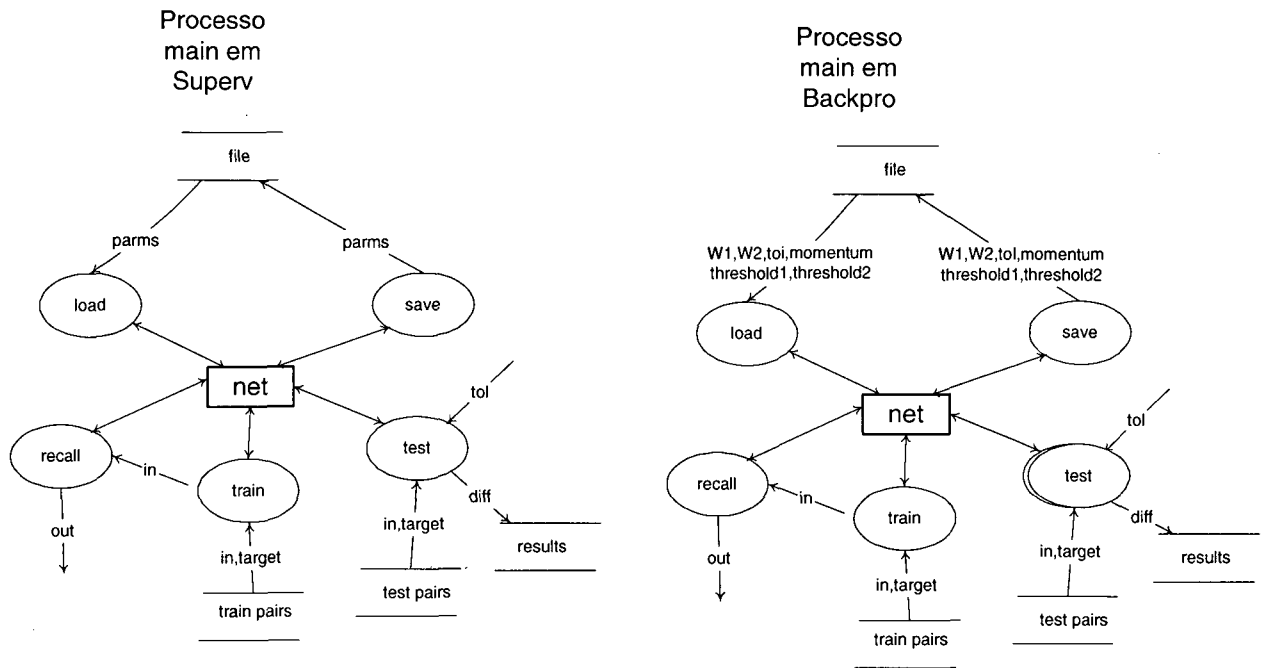 Processo
main em
Superv
file
parms
parms
load
save
net
tol
recall
in
train
test
out
in,target
in,target
diff
results
train pairs
test pairs
Processo
main em
Backpro
file
W1,W2,toi,momentum
threshold1,threshold2
W1,W2,tol,momentum
threshold1,threshold2
load
save
net
tol
recall
in
train
test
out
in,target
in,target
diff
results
train pairs
test pairs